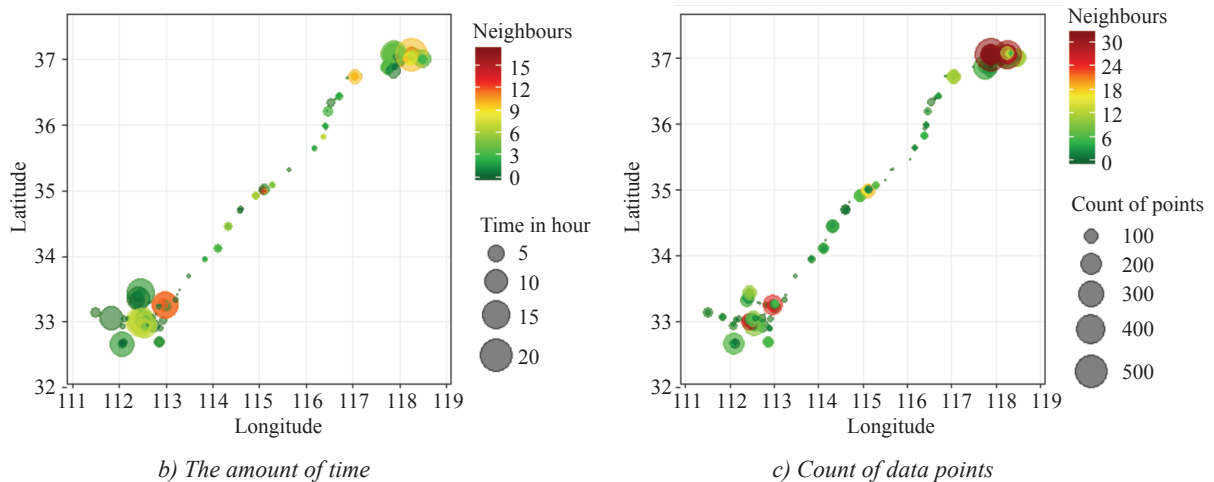 Neighbours
15
12
9
6
3
0
Time in hour
5
10
15
20
Latitude
37
36
35
34
33
32
111 112 113 114 115 116 117 118 119
Longitude
b) The amount of time
Neighbours
30
24
18
12
6
0
Count of points
100
200
300
400
500
Latitude
37
36
35
34
33
32
111 112 113 114 115 116 117 118 119
Longitude
c) Count of data points